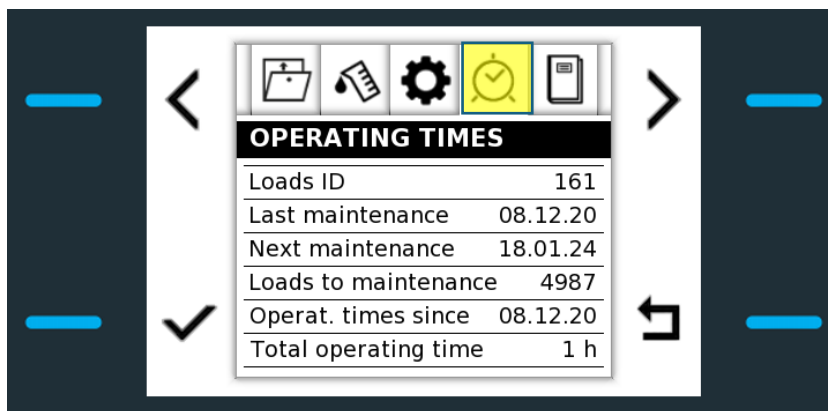 OPERATING TIMES
Loads ID 161
Last maintenance 08.12.20
Next maintenance 18.01.24
Loads to maintenance 4987
Operat. times since 08.12.20
Total operating time 1 h